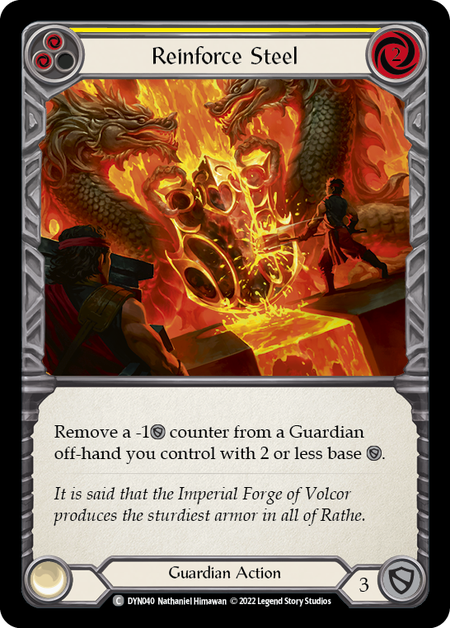 Reinforce Steel
2
Remove a -1 counter from a Guardian
off-hand you control with 2 or less base .
It is said that the Imperial Forge of Volcor
produces the sturdiest armor in all of Rathe.
Guardian Action
3
C DYN040 Nathaniel Himawan © 2022 Legend Story Studios